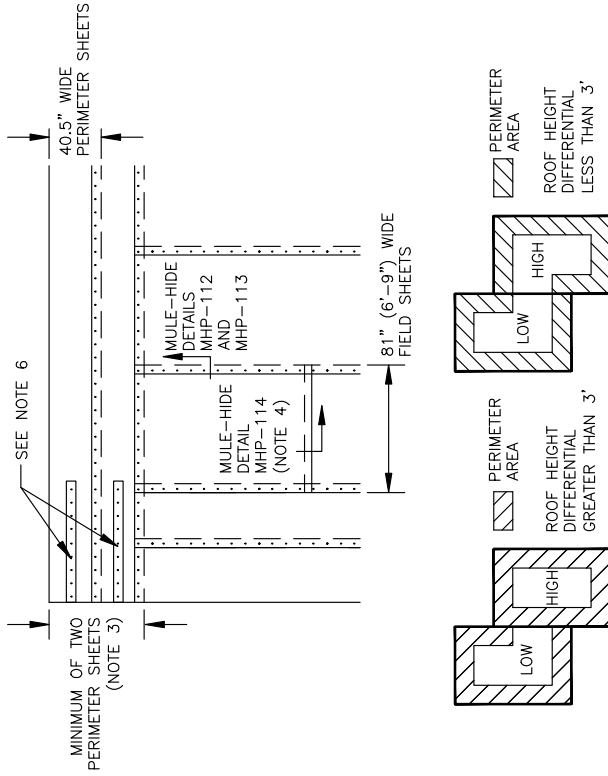 SEE NOTE 6
40.5" WIDE
PERIMETER SHEETS
MINIMUM OF TWO
PERIMETER SHEETS
(NOTE 3)
MULE-HIDE
DETAILS
MHP-112
AND
MHP-113
MULE-HIDE
DETAIL
MHP-114
(NOTE 4)
81" (6'-9") WIDE
FIELD SHEETS
LOW
HIGH
PERIMETER
AREA
ROOF HEIGHT
DIFFERENTIAL
GREATER THAN 3'
LOW
HIGH
PERIMETER
AREA
ROOF HEIGHT
DIFFERENTIAL
LESS THAN 3'